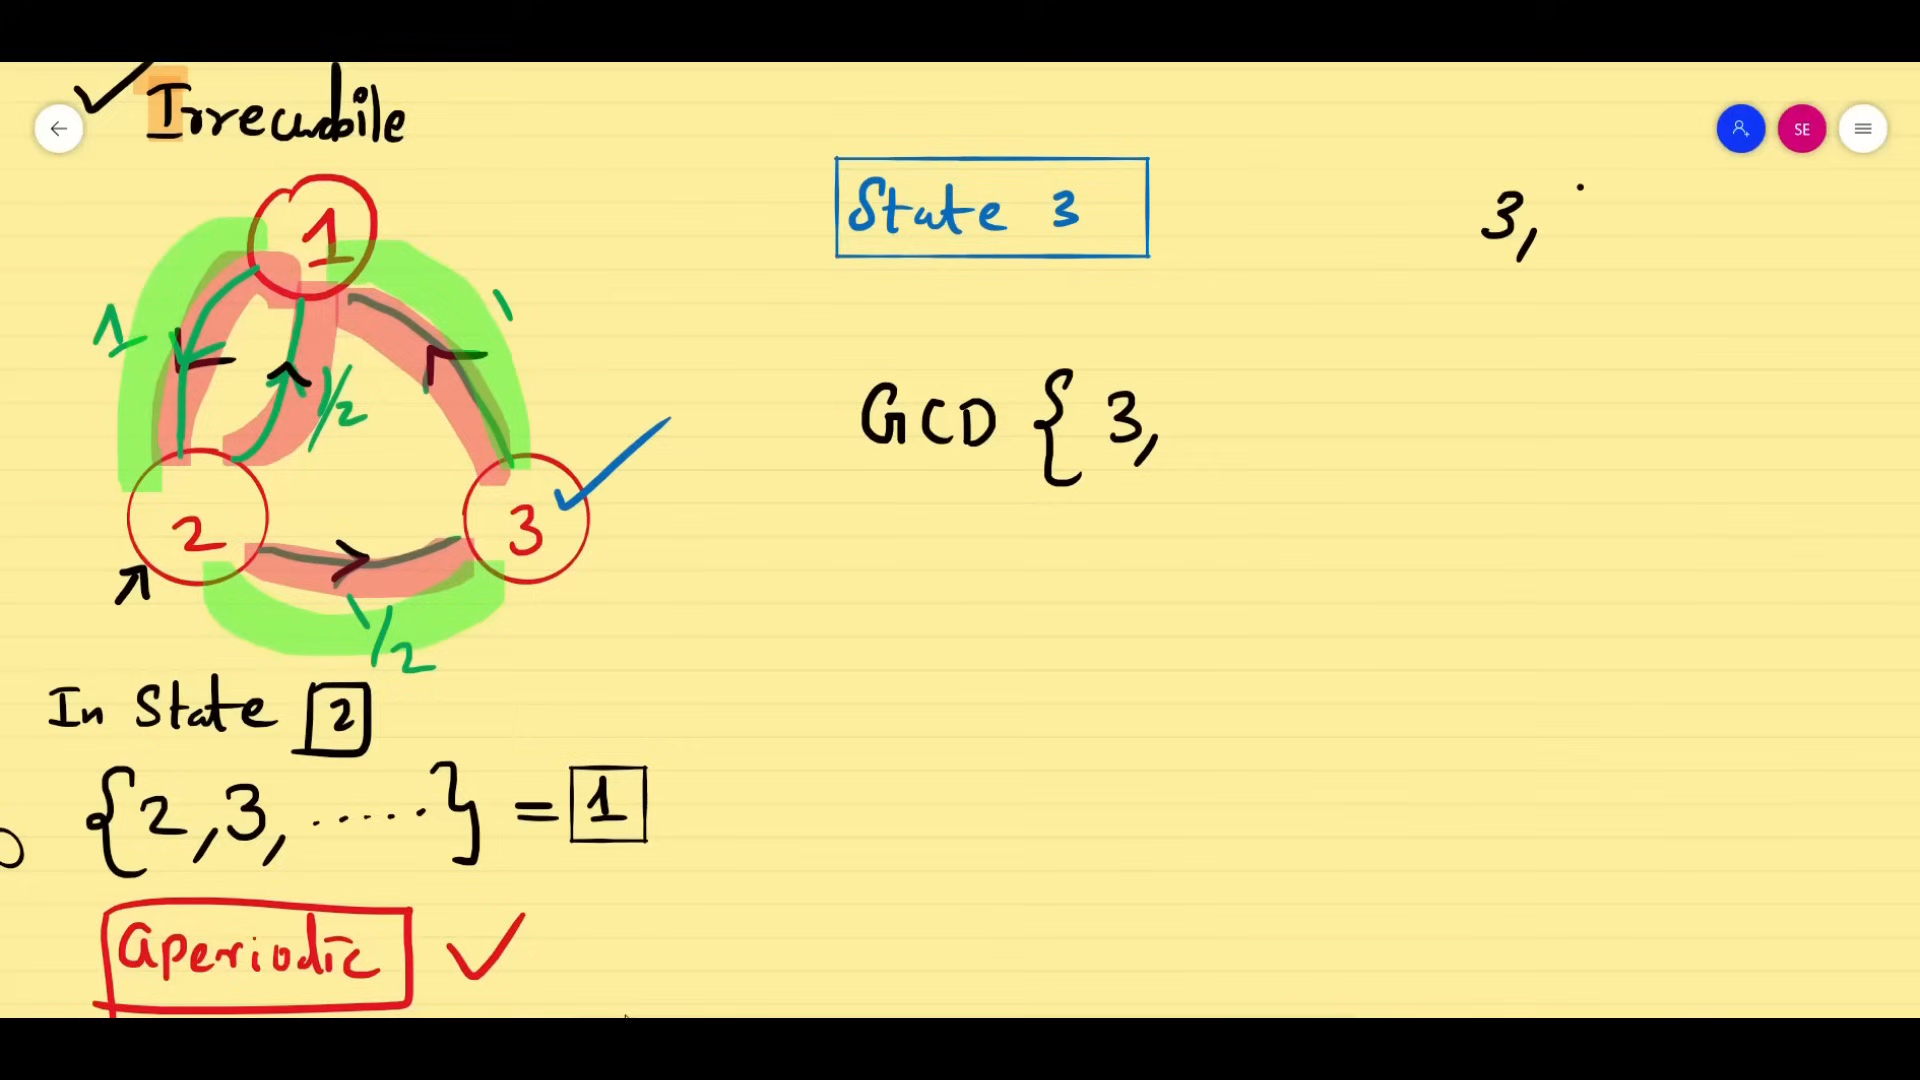 Irrecudbile
1
1
1
1/2
2
3
1/2
In State 2
{2,3, .....} = 1
aperiodic
State 3
3,
GCD { 3,
SE